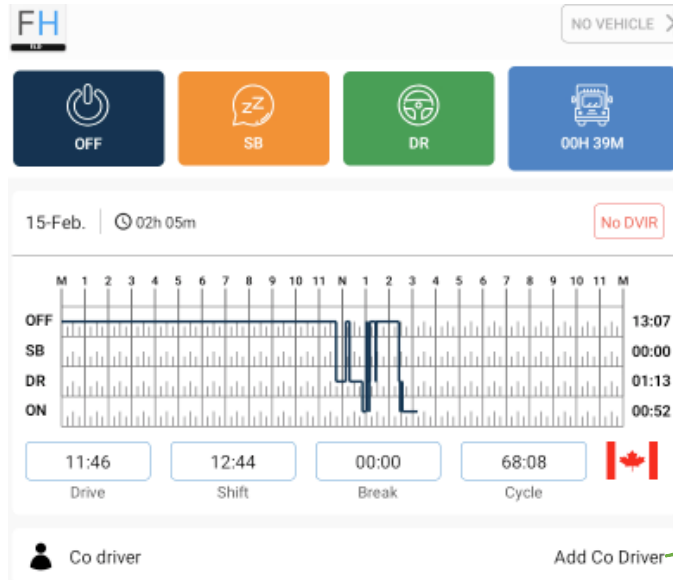 FH
ELD
NO VEHICLE
OFF
SB
DR
00H 39M
15-Feb.
02h 05m
No DVIR
M 1 2 3 4 5 6 7 8 9 10 11 N 1 2 3 4 5 6 7 8 9 10 11 M
OFF 13:07
SB 00:00
DR 01:13
ON 00:52
11:46 12:44 00:00 68:08
Drive Shift Break Cycle
Co driver Add Co Driver